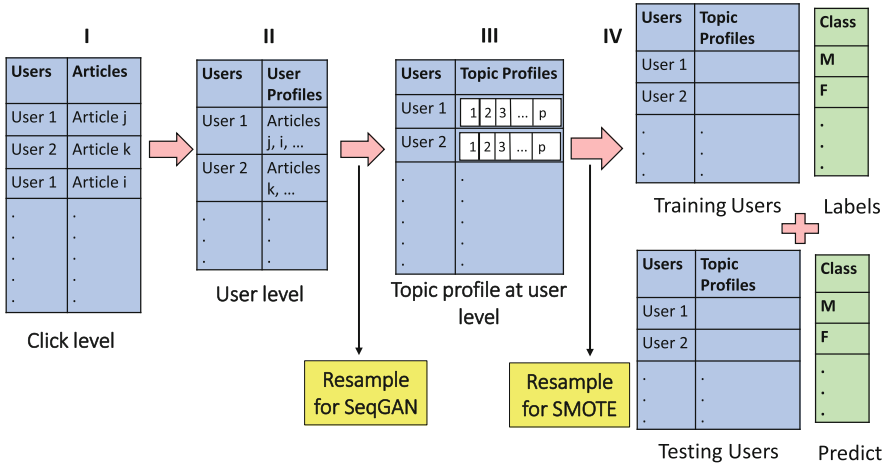 I
II
III
IV
Users Articles
User 1 Article j
User 2 Article k
User 1 Article i
. .
. .
. .
. .
. .
Click level
Users User
Profiles
User 1 Articles
j, i, ...
User 2 Articles
k, ...
. .
. .
. .
User level
Users Topic Profiles
User 1 1 2 3 ... p
User 2 1 2 3 ... p
. .
. .
. .
. .
. .
Topic profile at user
level
Resample
for SeqGAN
Resample
for SMOTE
Users Topic
Profiles
User 1
User 2
. .
. .
. .
Training Users
Class
M
F
.
.
.
Labels
Users Topic
Profiles
User 1
User 2
. .
. .
. .
Testing Users
Class
M
F
.
.
.
Predict